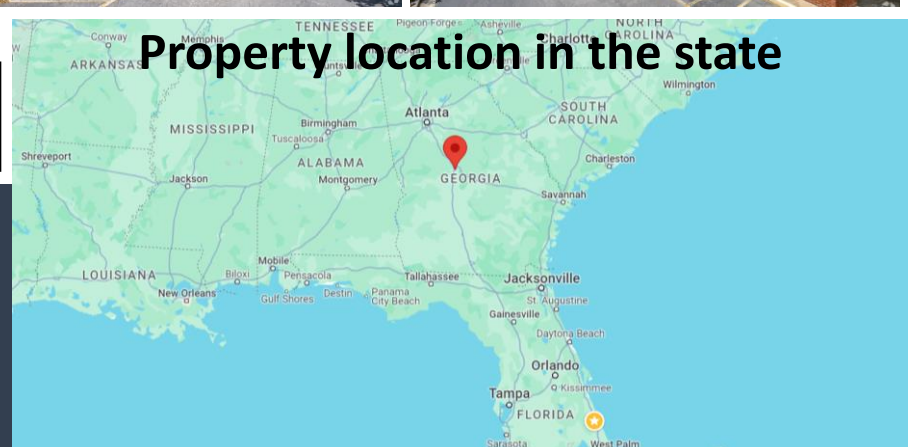 TENNESSEE
Pigeon Forge
Asheville
NORTH
CAROLINA
Conway
Memphis
Charlotte
Property location in the state
ARKANSAS
Wilmington
SOUTH
CAROLINA
Atlanta
MISSISSIPPI
Birmingham
Tuscaloosa
Shreveport
ALABAMA
Charleston
Jackson
Montgomery
GEORGIA
Savannah
Mobile
LOUISIANA
Biloxi
Pensacola
Tallahassee
Jacksonville
New Orleans
Gulf Shores
Destin
Panama
City Beach
St. Augustine
Gainesville
Daytona Beach
Orlando
Kissimmee
Tampa
FLORIDA
Sarasota
West Palm